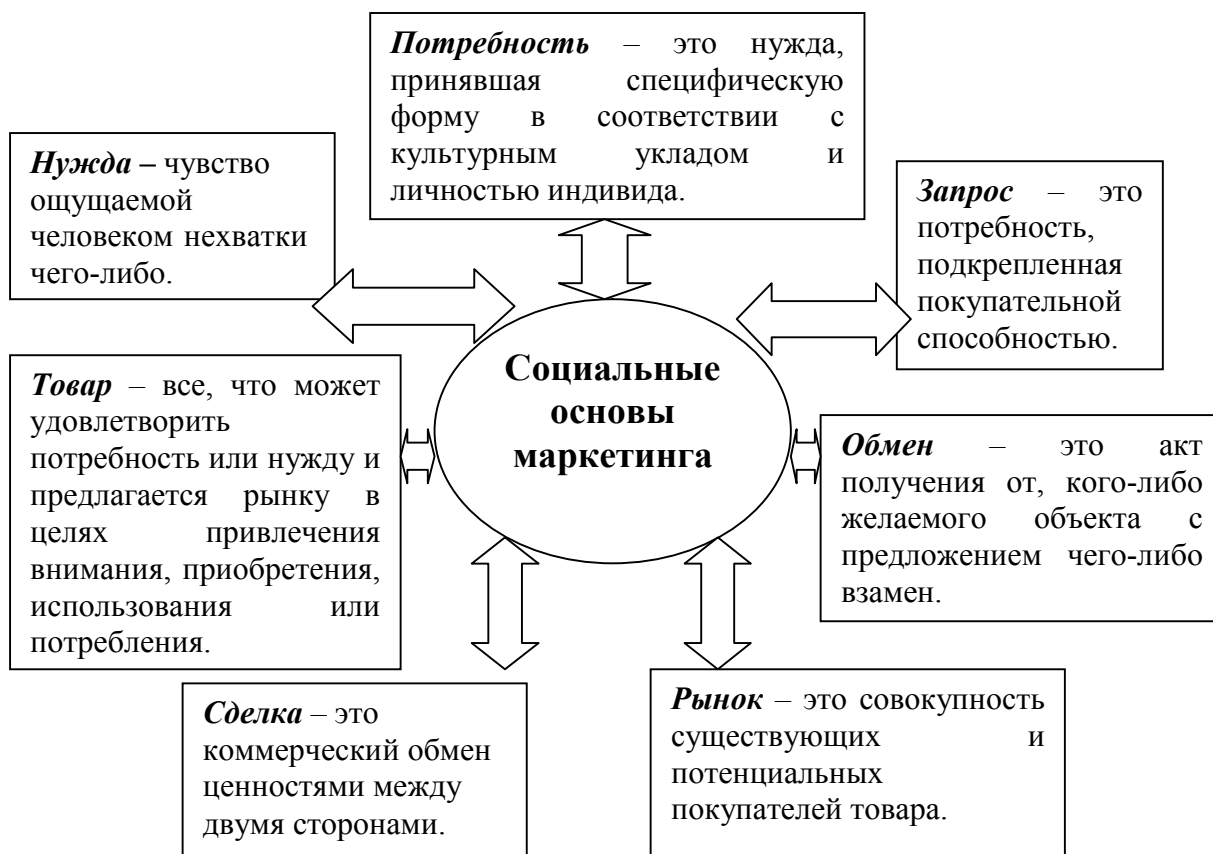 Потребность – это нужда,
принявшая специфическую
форму в соответствии с
культурным укладом и
личностью индивида.
Нужда – чувство
ощущаемой
человеком нехватки
чего-либо.
Запрос – это
потребность,
подкрепленная
покупательной
способностью.
Социальные
основы
маркетинга
Товар – все, что может
удовлетворить
потребность или нужду и
предлагается рынку в
целях привлечения
внимания, приобретения,
использования или
потребления.
Обмен – это акт
получения от, кого-либо
желаемого объекта с
предложением чего-либо
взамен.
Сделка – это
коммерческий обмен
ценностями между
двумя сторонами.
Рынок – это совокупность
существующих и
потенциальных
покупателей товара.